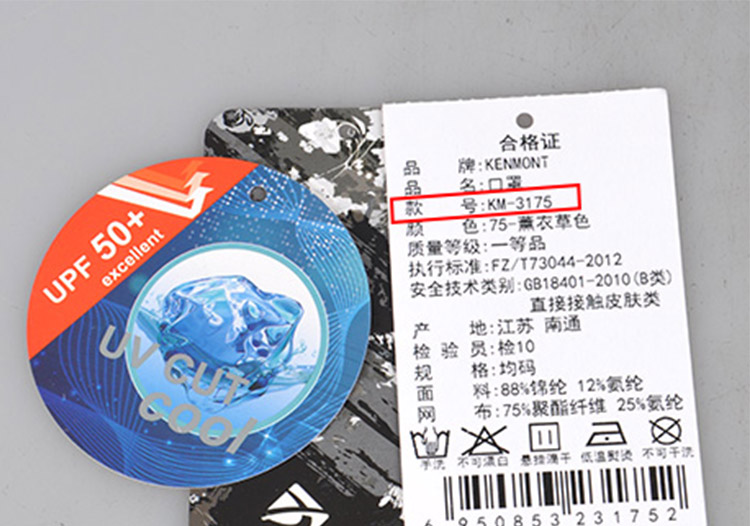 UPF 50+
excellent
UV CUT
COOL
合格证
品 牌:KENMONT
品 名:口罩
款 号:KM-3175
颜 色:75-薰衣草色
质量等级:一等品
执行标准:FZ/T73044-2012
安全技术类别:GB18401-2010(B类)
直接接触皮肤类
产 地:江苏 南通
检 验 员:检10
规 格:均码
面 料:88%锦纶 12%氨纶
网 布:75%聚酯纤维 25%氨纶
手洗 不可漂白 悬挂滴干 低温熨烫 不可干洗
6 950853 231752